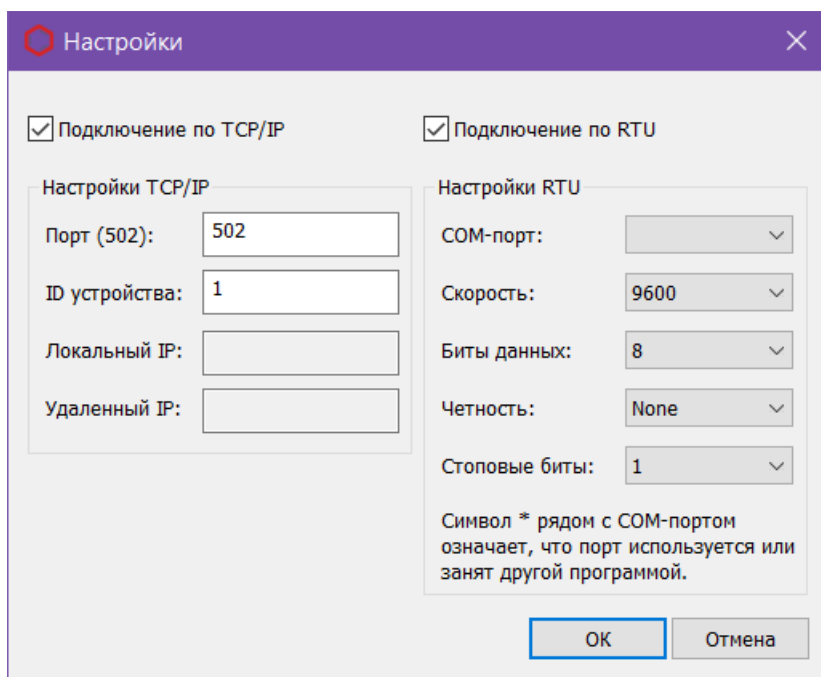 Настройки
Подключение по TCP/IP
Настройки TCP/IP
Порт (502): 502
ID устройства: 1
Локальный IP:
Удаленный IP:
Подключение по RTU
Настройки RTU
COM-порт:
Скорость: 9600
Биты данных: 8
Четность: None
Стоповые биты: 1
Символ * рядом с COM-портом
означает, что порт используется или
занят другой программой.
ОК Отмена